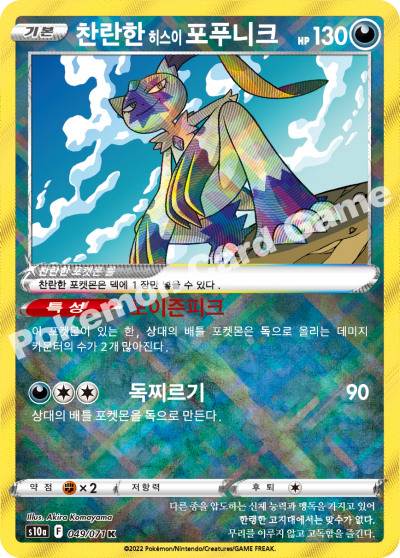 기본 찬란한 히스이 포푸니크 HP 130
찬란한 포켓몬 룰
찬란한 포켓몬은 덱에 1장만 넣을 수 있다.
특성 포이즌피크
이 포켓몬이 있는 한, 상대의 배틀 포켓몬은 독으로 올리는 데미지
카운터의 수가 2개 많아진다.
독찌르기 90
상대의 배틀 포켓몬을 독으로 만든다.
약점 ×2 저항력 후퇴
Illus. Akira Komayama
s10a F 049/071 K
다른 종을 압도하는 신체 능력과 맹독을 가지고 있어
한랭한 고지대에서는 맞수가 없다.
무리를 이루지 않고 고독함을 즐긴다.
©2022 Pokémon/Nintendo/Creatures/GAME FREAK.
Pokémon Card Game